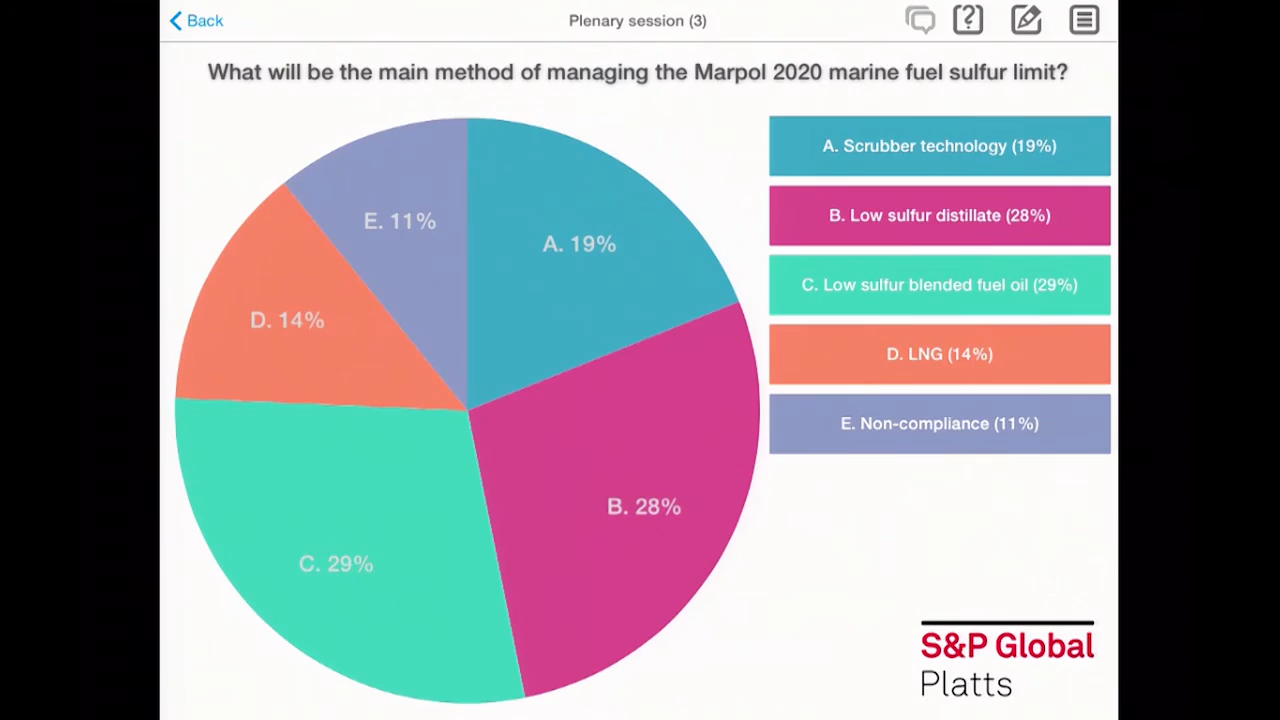 Back
Plenary session (3)
What will be the main method of managing the Marpol 2020 marine fuel sulfur limit?
E. 11%
A. 19%
D. 14%
B. 28%
C. 29%
A. Scrubber technology (19%)
B. Low sulfur distillate (28%)
C. Low sulfur blended fuel oil (29%)
D. LNG (14%)
E. Non-compliance (11%)
S&P Global
Platts